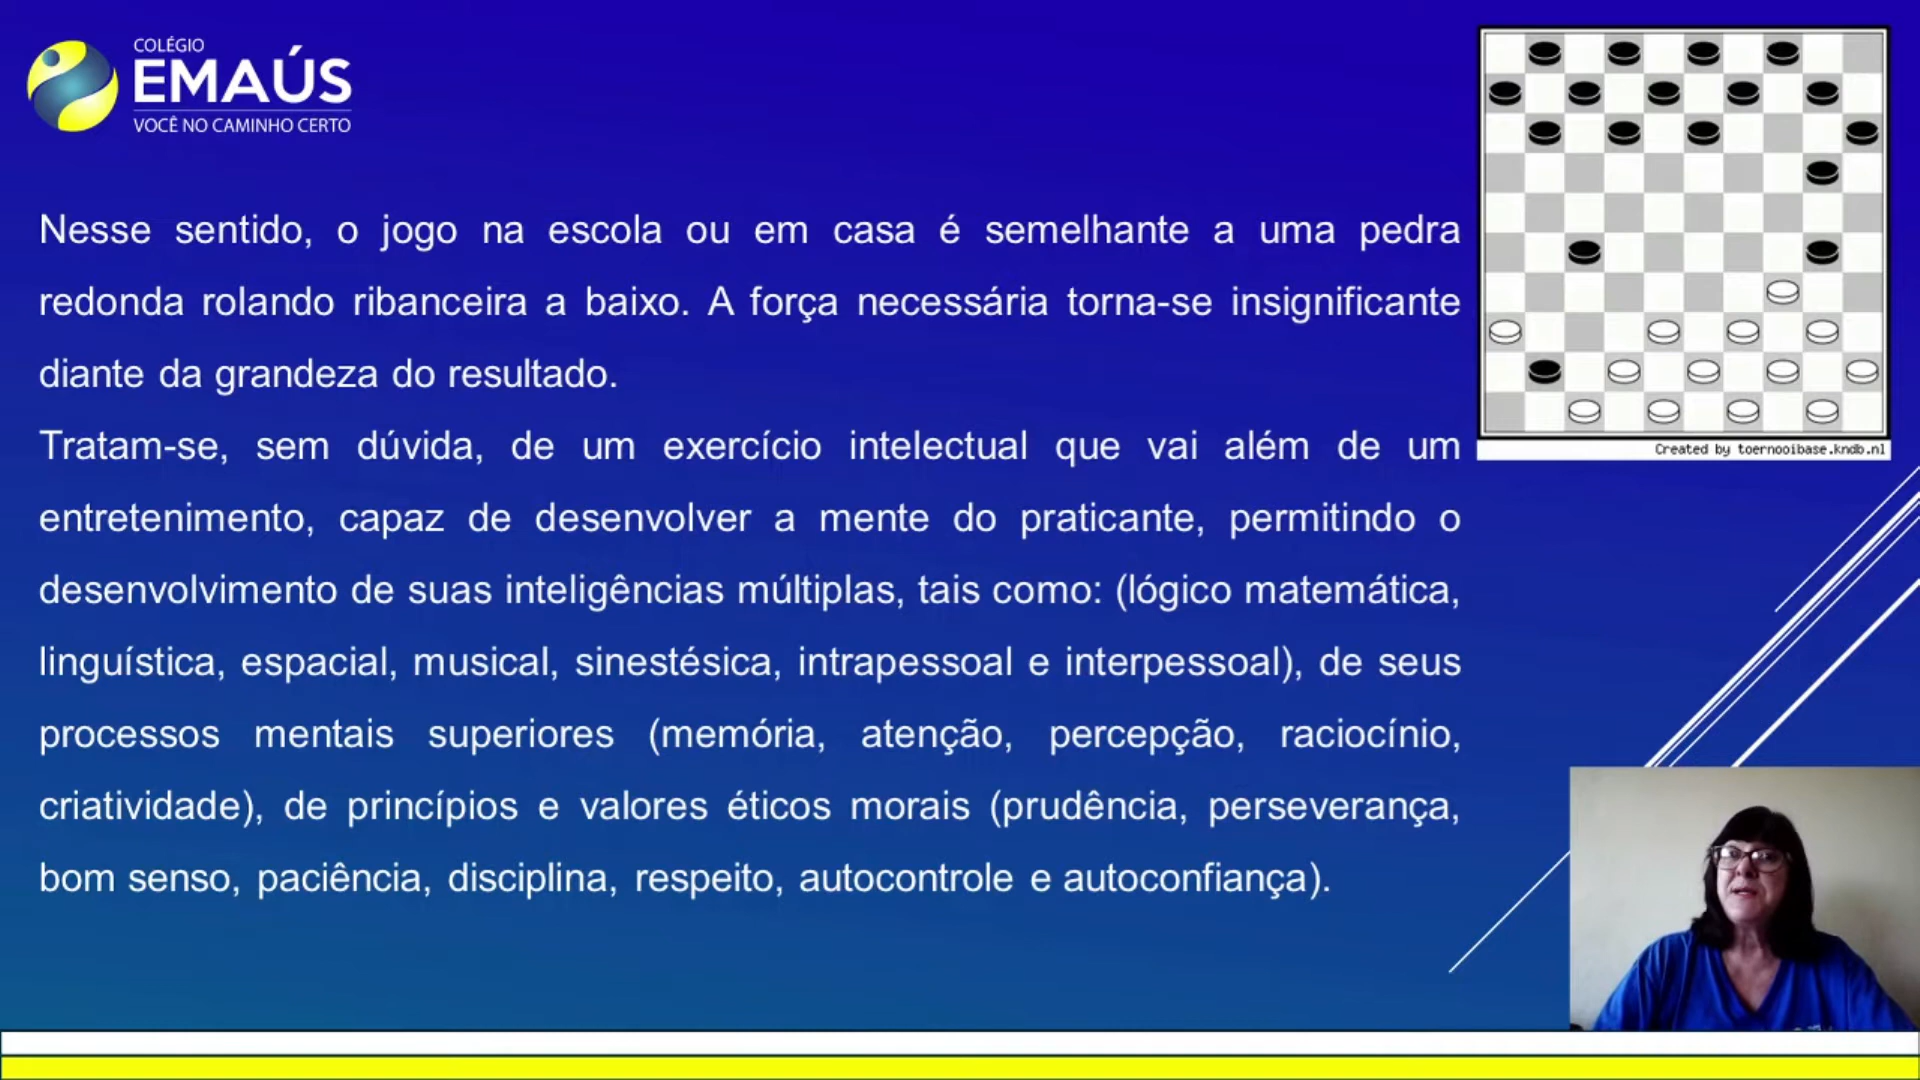 COLÉGIO
EMAÚS
VOCÊ NO CAMINHO CERTO
Nesse sentido, o jogo na escola ou em casa é semelhante a uma pedra
redonda rolando ribanceira a baixo. A força necessária torna-se insignificante
diante da grandeza do resultado.
Tratam-se, sem dúvida, de um exercício intelectual que vai além de um
entretenimento, capaz de desenvolver a mente do praticante, permitindo o
desenvolvimento de suas inteligências múltiplas, tais como: (lógico matemática,
linguística, espacial, musical, sinestésica, intrapessoal e interpessoal), de seus
processos mentais superiores (memória, atenção, percepção, raciocínio,
criatividade), de princípios e valores éticos morais (prudência, perseverança,
bom senso, paciência, disciplina, respeito, autocontrole e autoconfiança).
Created by toernooibase.kndb.nl